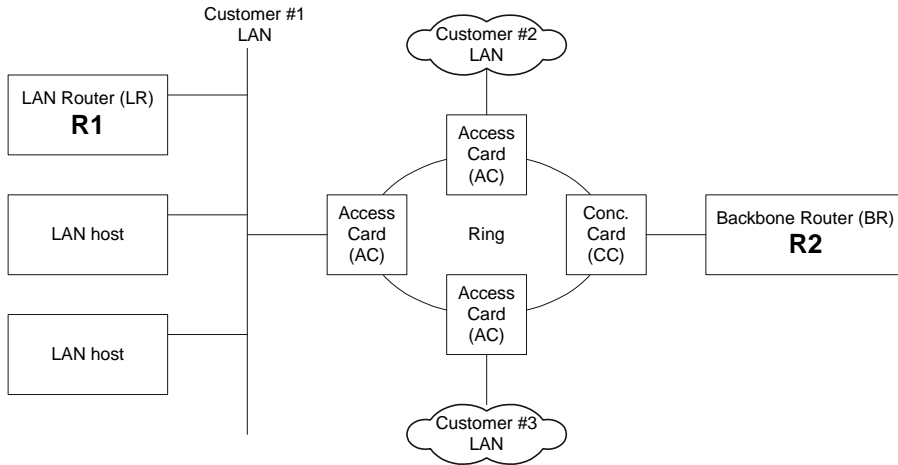 Customer #1
LAN
Customer #2
LAN
LAN Router (LR)
R1
Access
Card
(AC)
LAN host
Access
Card
(AC)
Ring
Conc.
Card
(CC)
Backbone Router (BR)
R2
Access
Card
(AC)
LAN host
Customer #3
LAN